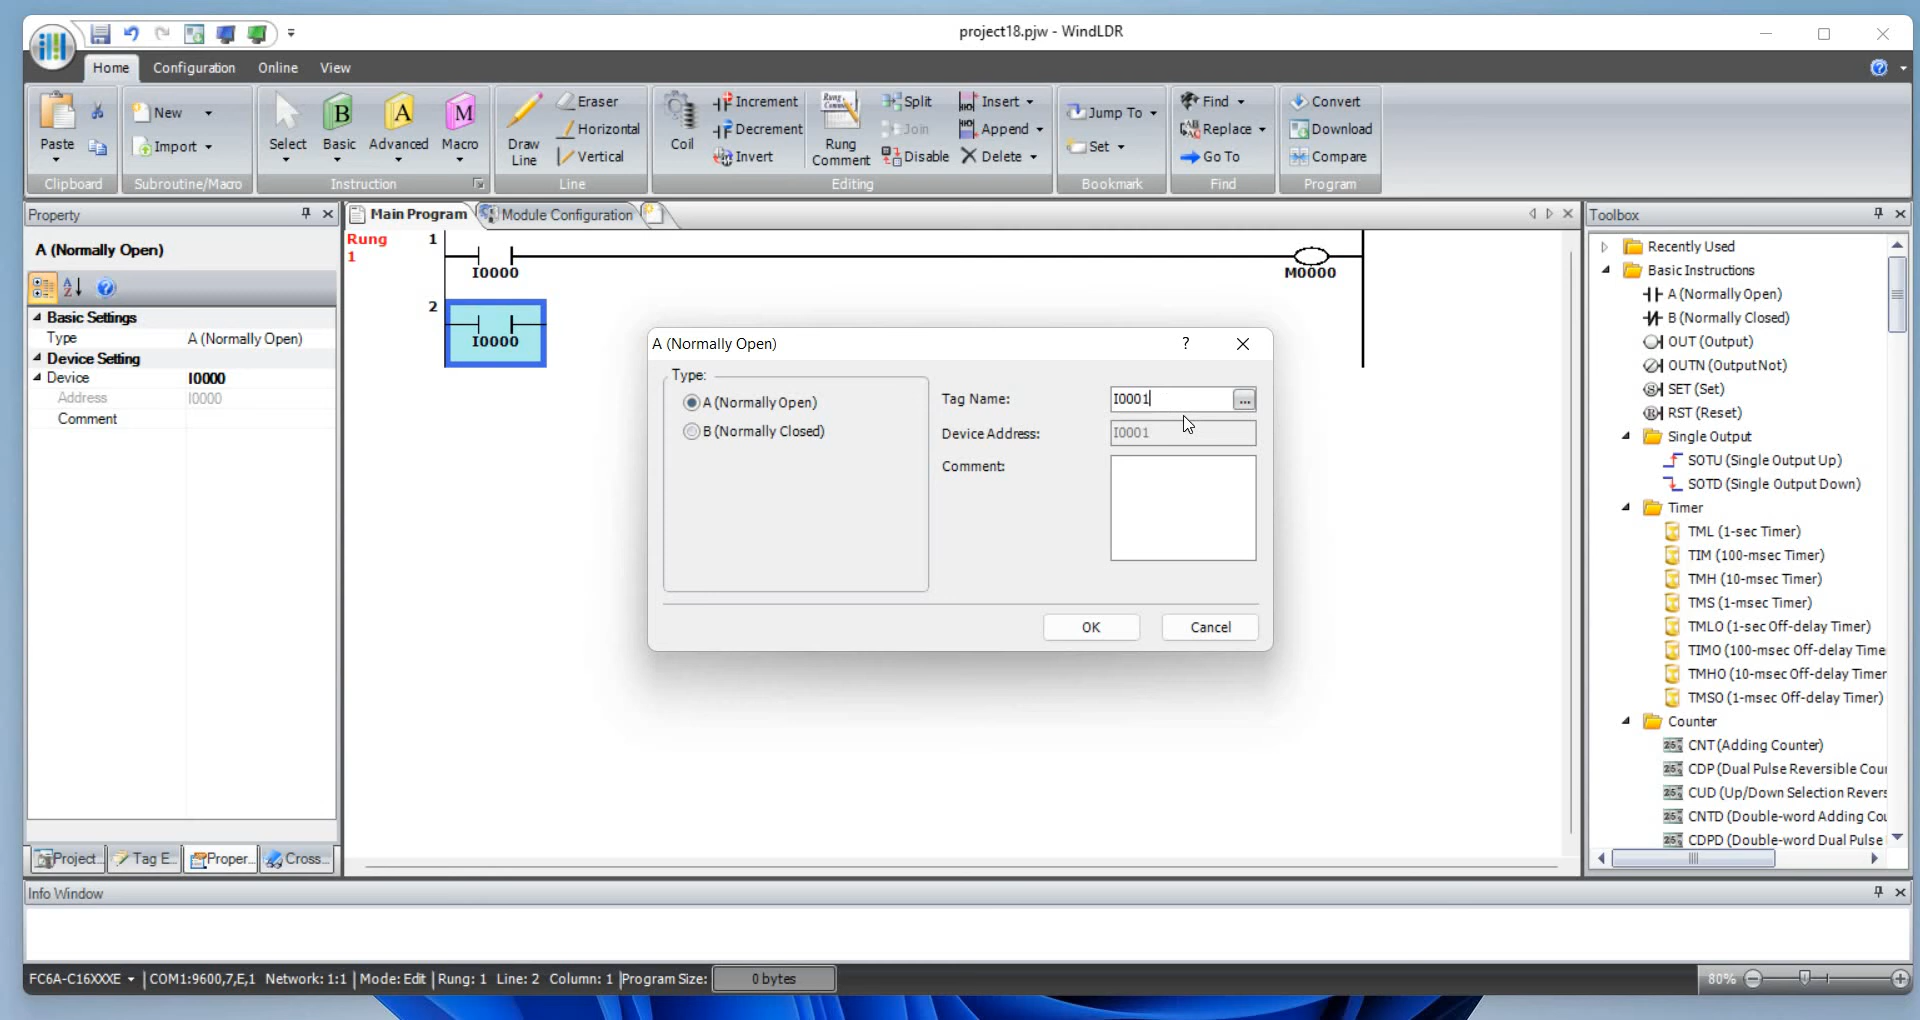 project18.pjw - WindLDR
Home Configuration Online View
Paste
Clipboard
New
Import
Subroutine/Macro
Select
B
Basic
A
Advanced
M
Macro
Instruction
Draw
Line
Eraser
Horizontal
Vertical
Line
Coil
Increment
Decrement
Invert
Rung
Comment
Split
Join
Disable
Insert
Append
Delete
Editing
Jump To
Set
Bookmark
Find
Replace
Go To
Find
Convert
Download
Compare
Program
Property
A (Normally Open)
Basic Settings
Type A (Normally Open)
Device Setting
Device I0000
Address I0000
Comment
Project
Tag E...
Proper...
Cross...
Main Program
Module Configuration
Rung 1
1
I0000
M0000
2
I0000
A (Normally Open) ?
Type:
A (Normally Open)
B (Normally Closed)
Tag Name: I0001 ...
Device Address: I0001
Comment:
OK
Cancel
Toolbox
Recently Used
Basic Instructions
A (Normally Open)
B (Normally Closed)
OUT (Output)
OUTN (OutputNot)
SET (Set)
RST (Reset)
Single Output
SOTU (Single Output Up)
SOTD (Single Output Down)
Timer
TML (1-sec Timer)
TIM (100-msec Timer)
TMH (10-msec Timer)
TMS (1-msec Timer)
TMLO (1-sec Off-delay Timer)
TIMO (100-msec Off-delay Time
TMHO (10-msec Off-delay Timer
TMSO (1-msec Off-delay Timer)
Counter
CNT (Adding Counter)
CDP (Dual Pulse Reversible Cou
CUD (Up/Down Selection Revers
CNTD (Double-word Adding Cou
CDPD (Double-word Dual Pulse
Info Window
FC6A-C16XXXE COM1:9600,7,E,1 Network: 1:1 Mode: Edit Rung: 1 Line: 2 Column: 1 Program Size: 0 bytes 80%